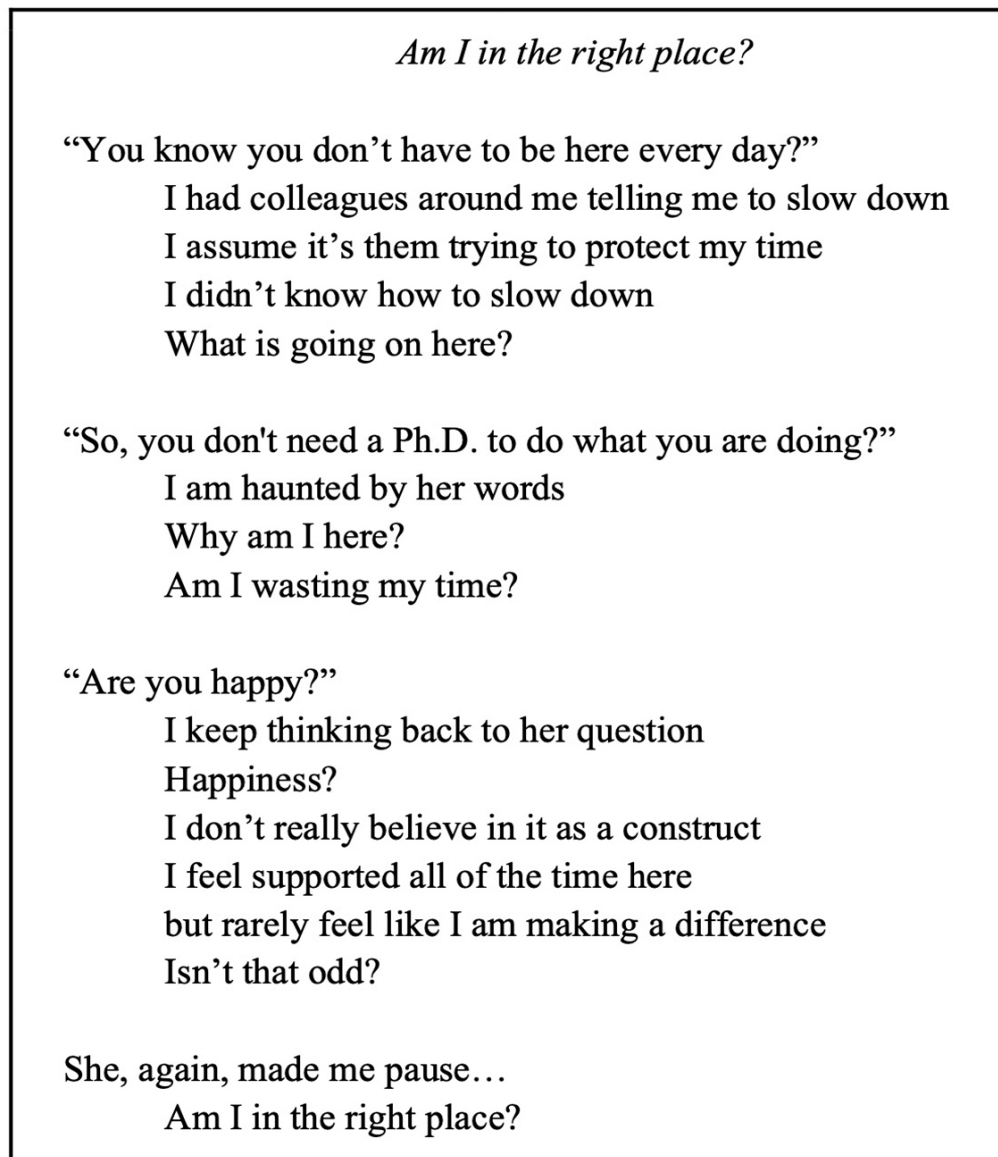 Am I in the right place?
“You know you don’t have to be here every day?”
I had colleagues around me telling me to slow down
I assume it’s them trying to protect my time
I didn’t know how to slow down
What is going on here?
“So, you don't need a Ph.D. to do what you are doing?”
I am haunted by her words
Why am I here?
Am I wasting my time?
“Are you happy?”
I keep thinking back to her question
Happiness?
I don’t really believe in it as a construct
I feel supported all of the time here
but rarely feel like I am making a difference
Isn’t that odd?
She, again, made me pause…
Am I in the right place?